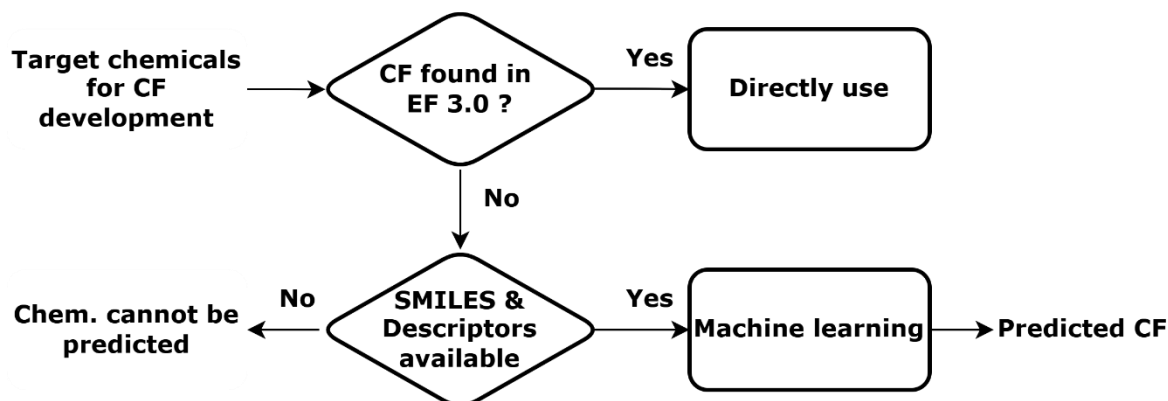 Target chemicals
for CF
development
CF found in
EF 3.0 ?
Yes
Directly use
No
Chem. cannot be
predicted
No
SMILES &
Descriptors
available
Yes
Machine learning
Predicted CF